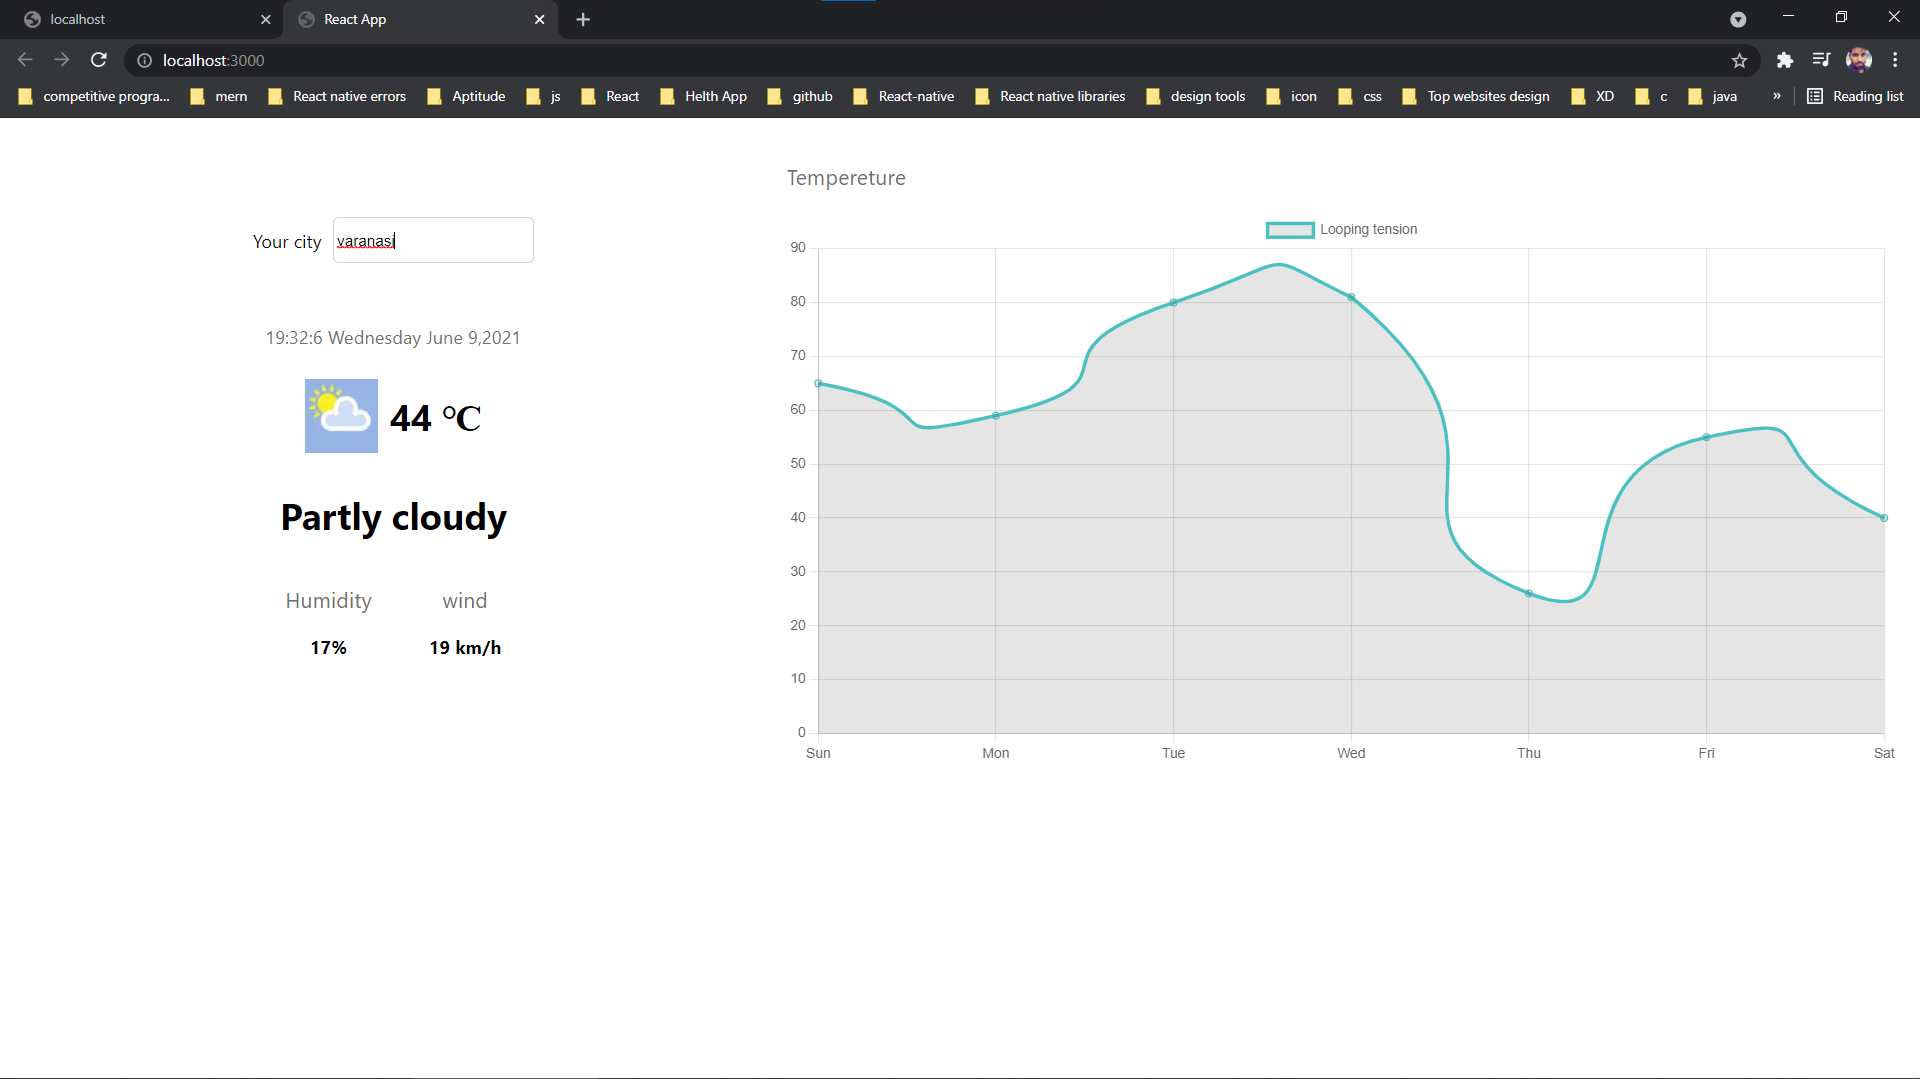 localhost
React App
localhost:3000
competitive progra...
mern
React native errors
Aptitude
js
React
Helth App
github
React-native
React native libraries
design tools
icon
css
Top websites design
XD
c
java
»
Reading list
Tempereture
Your city varanasi
19:32:6 Wednesday June 9,2021
44 °C
Partly cloudy
Humidity wind
17% 19 km/h
Looping tension
90
80
70
60
50
40
30
20
10
0
Sun Mon Tue Wed Thu Fri Sat